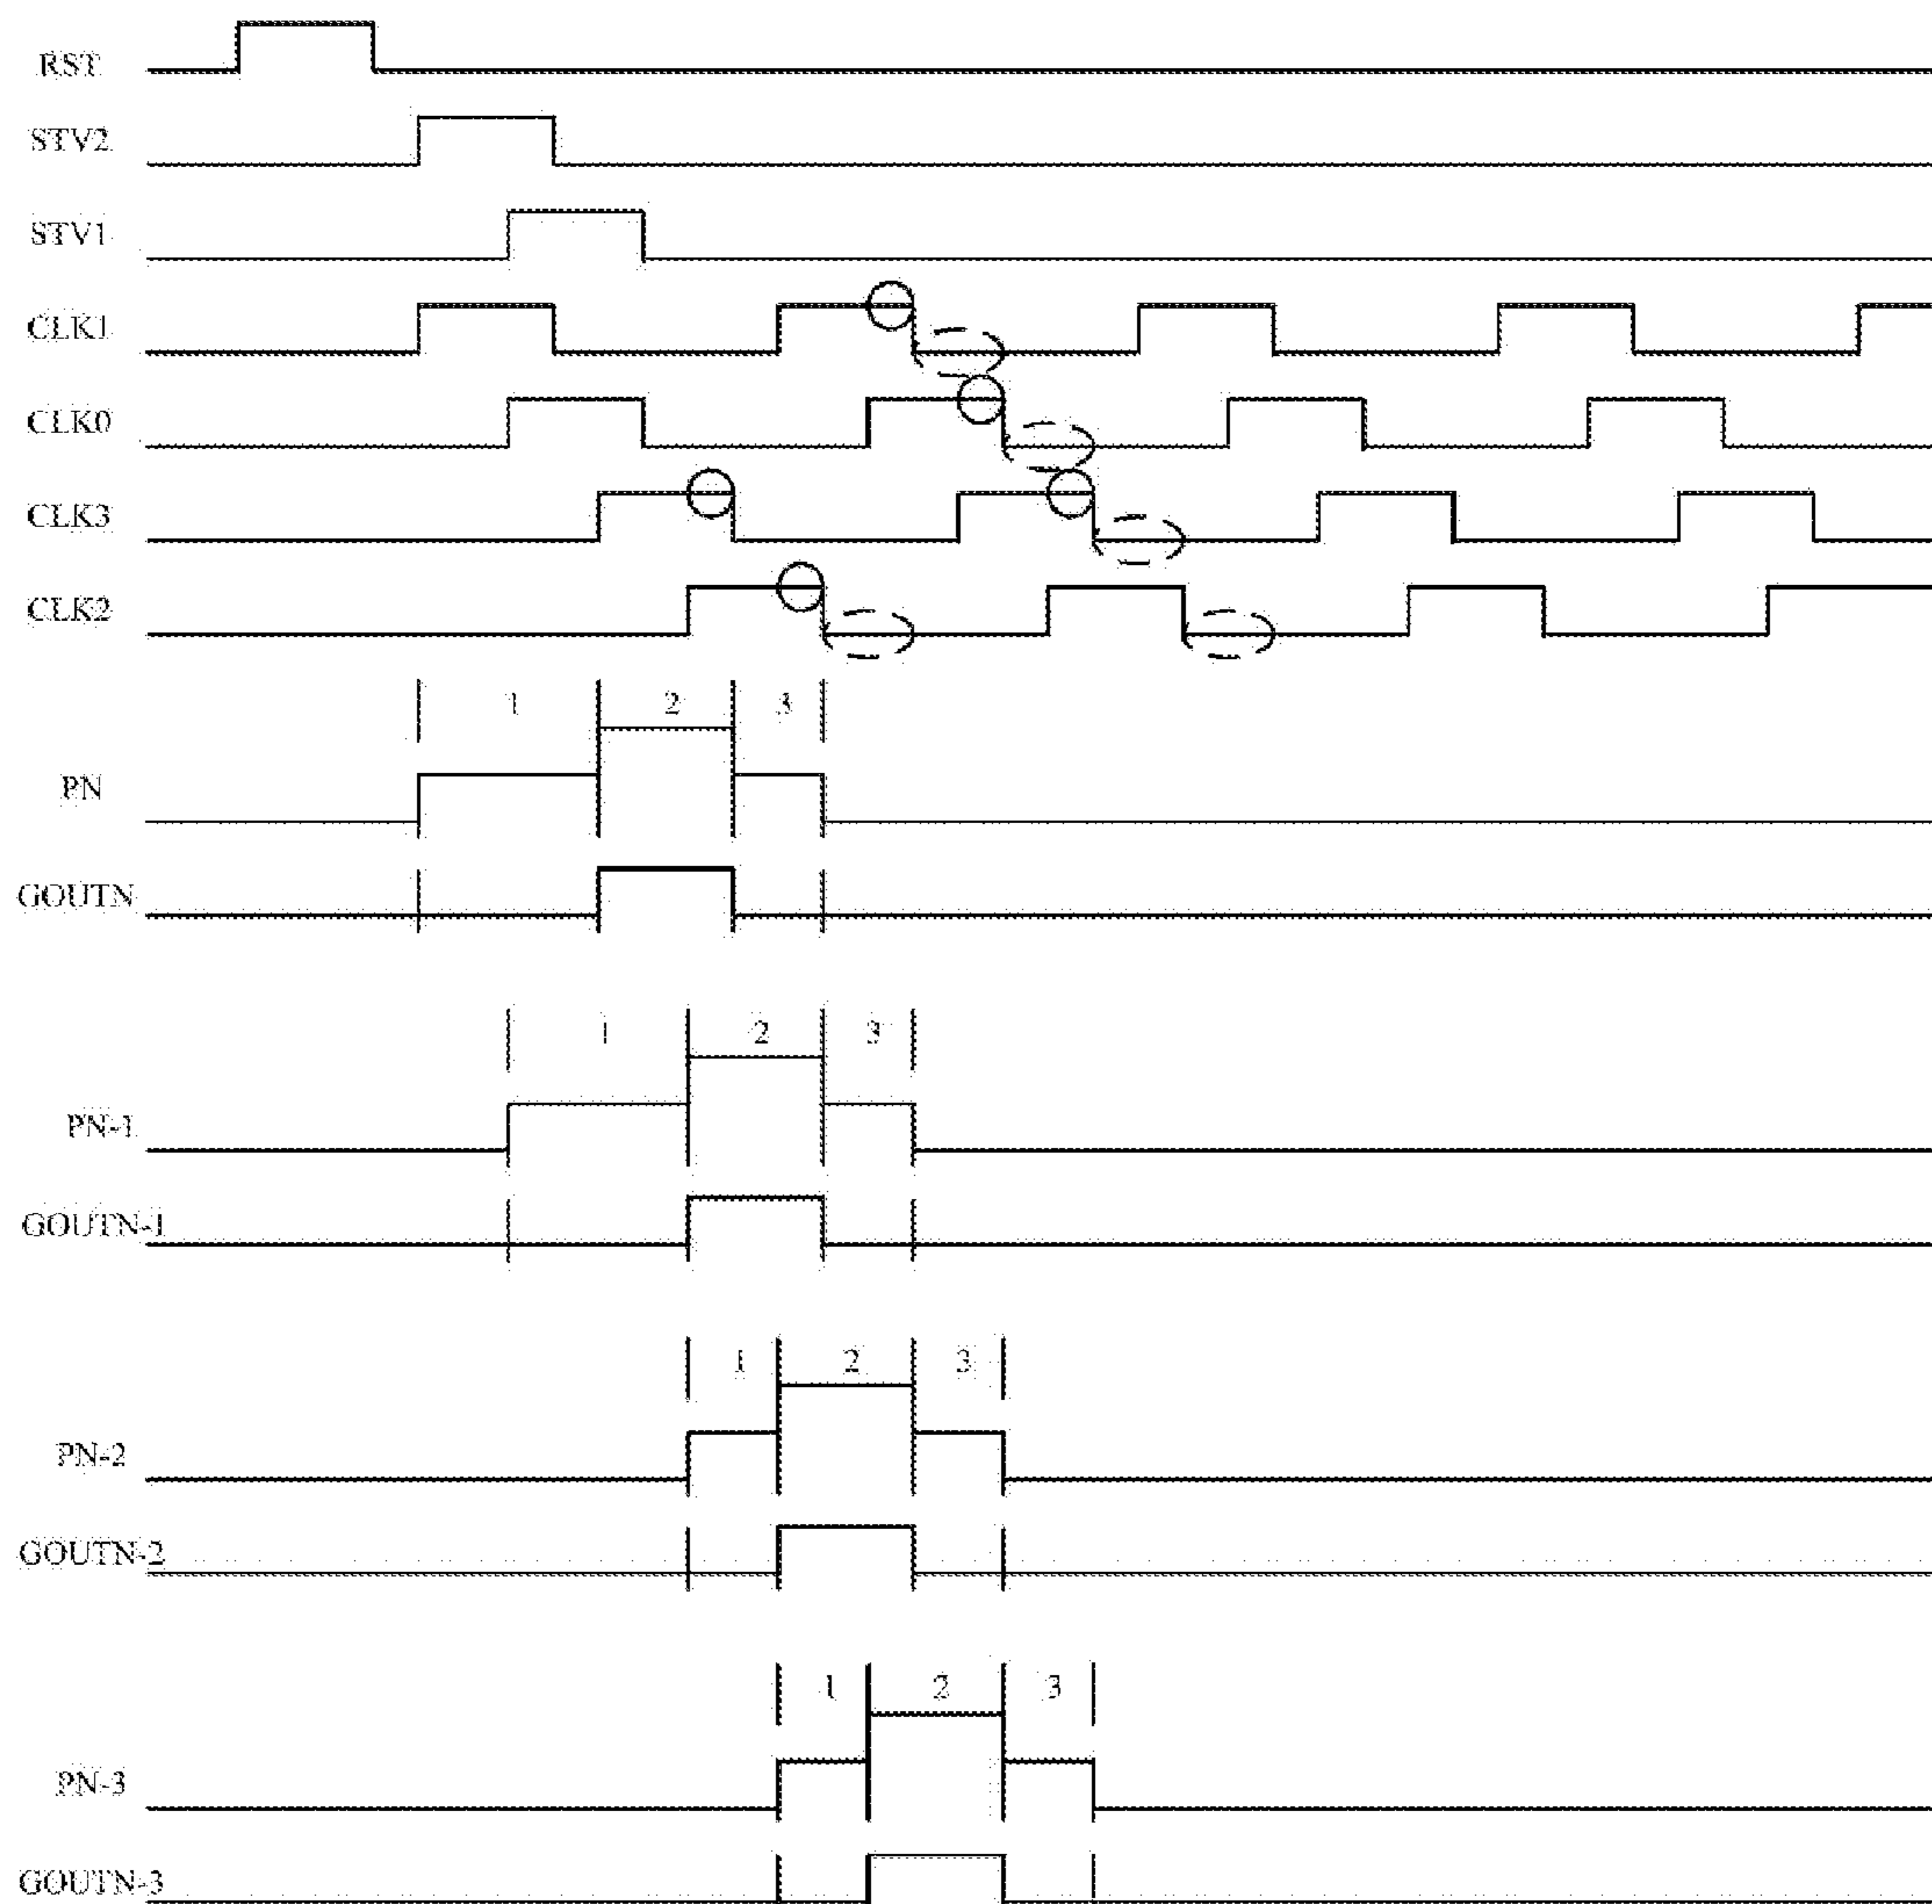 RST
STV2
STV1
CLK1
CLK0
CLK3
CLK2
1 2 3
PN
GOUTN
1 2 3
PN-1
GOUTN-1
1 2 3
PN-2
GOUTN-2
1 2 3
PN-3
GOUTN-3